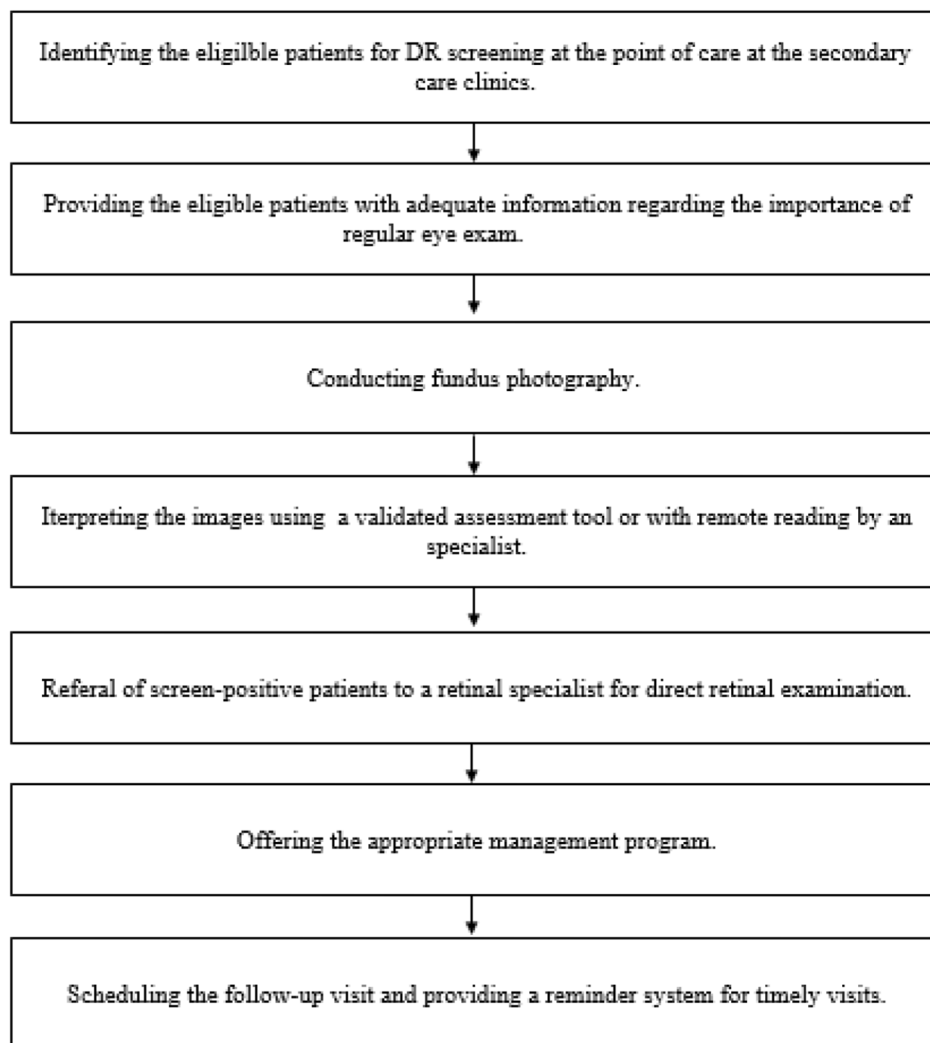 Identifying the eligilble patients for DR screening at the point of care at the secondary
care clinics.
Providing the eligible patients with adequate information regarding the importance of
regular eye exam.
Conducting fundus photography.
Iterpreting the images using a validated assessment tool or with remote reading by an
specialist.
Referal of screen-positive patients to a retinal specialist for direct retinal examination.
Offering the appropriate management program.
Scheduling the follow-up visit and providing a reminder system for timely visits.